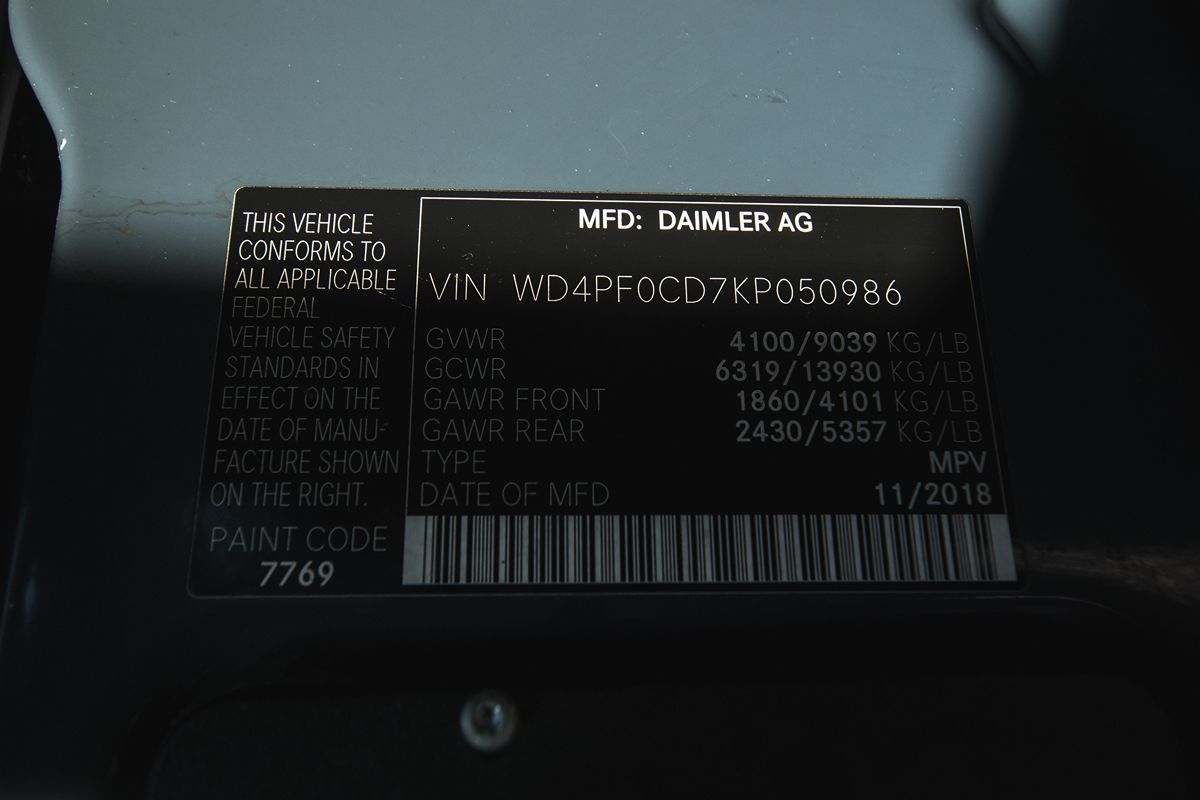 THIS VEHICLE
CONFORMS TO
ALL APPLICABLE
FEDERAL
VEHICLE SAFETY
STANDARDS IN
EFFECT ON THE
DATE OF MANU-
FACTURE SHOWN
ON THE RIGHT.
PAINT CODE
7769
MFD: DAIMLER AG
VIN WD4PF0CD7KP050986
GVWR 4100/9039 KG/LB
GCWR 6319/13930 KG/LB
GAWR FRONT 1860/4101 KG/LB
GAWR REAR 2430/5357 KG/LB
TYPE MPV
DATE OF MFD 11/2018